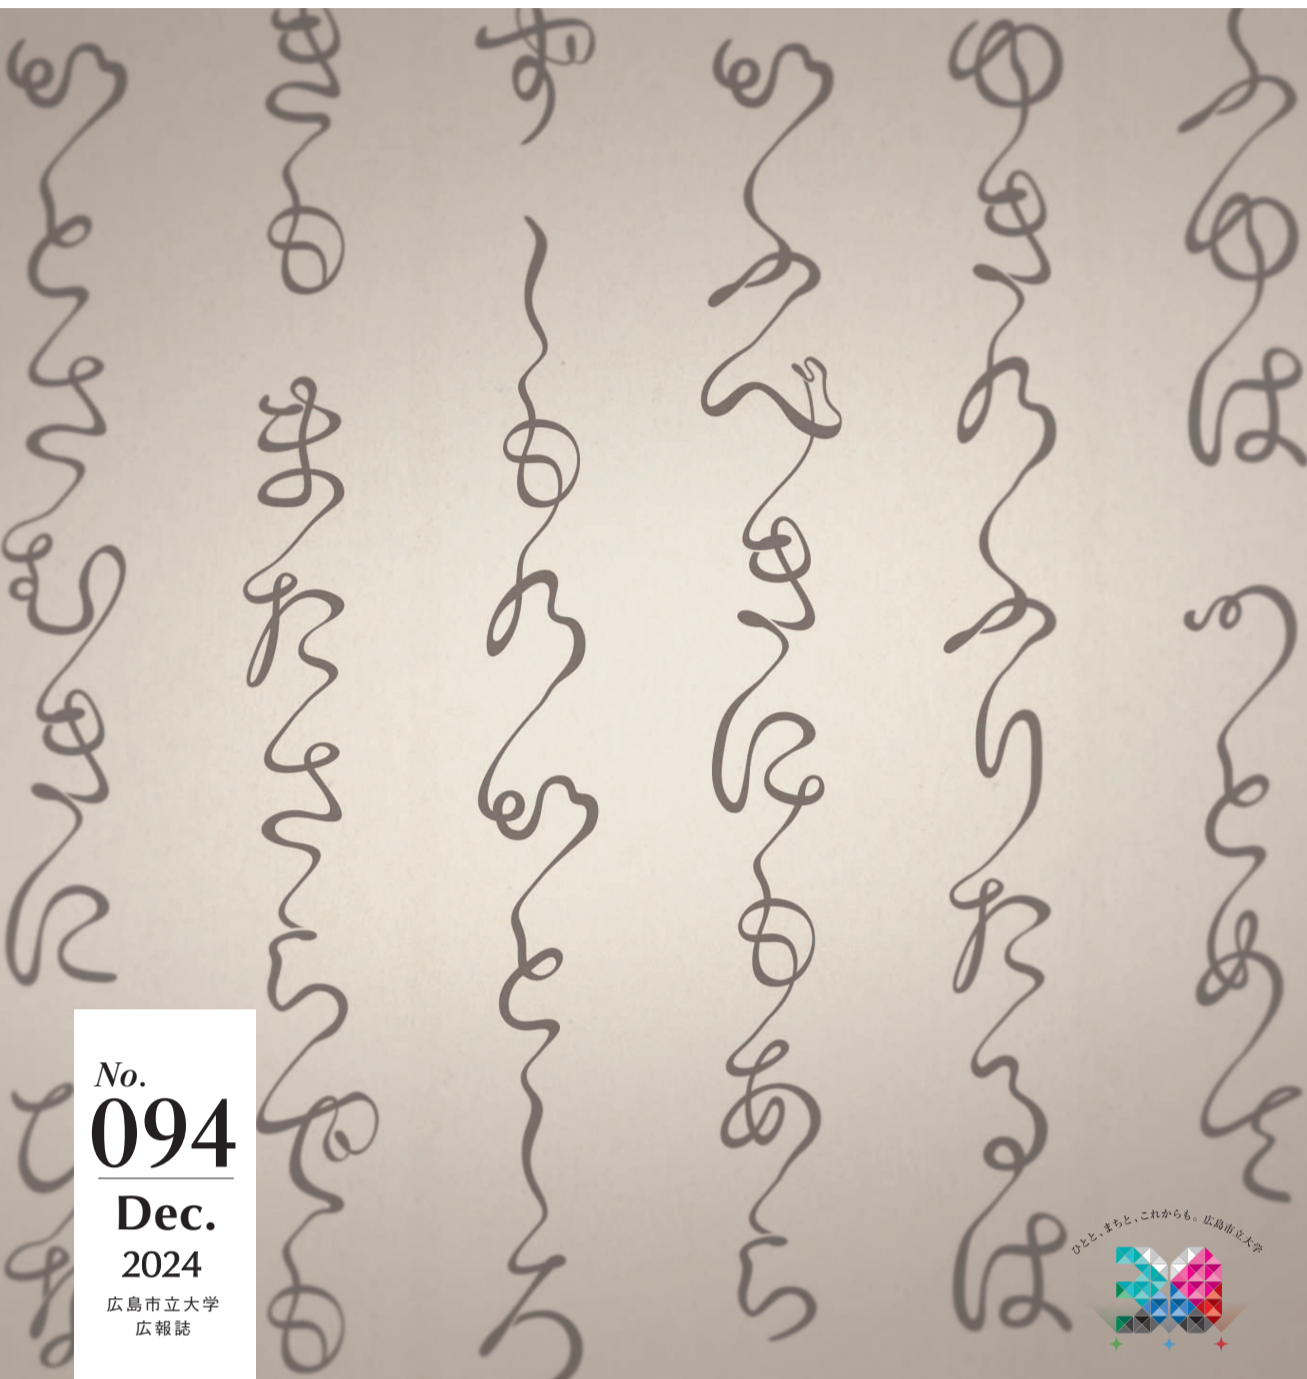 ふゆは つとめて
ゆきのふりたるは
いふべきにもあら
ず しものいとしろ
きも またさらでも
いとさむきに ひな
No.
094
Dec.
2024
広島市立大学
広報誌
ひとと、まちと、これからも。広島市立大学
30